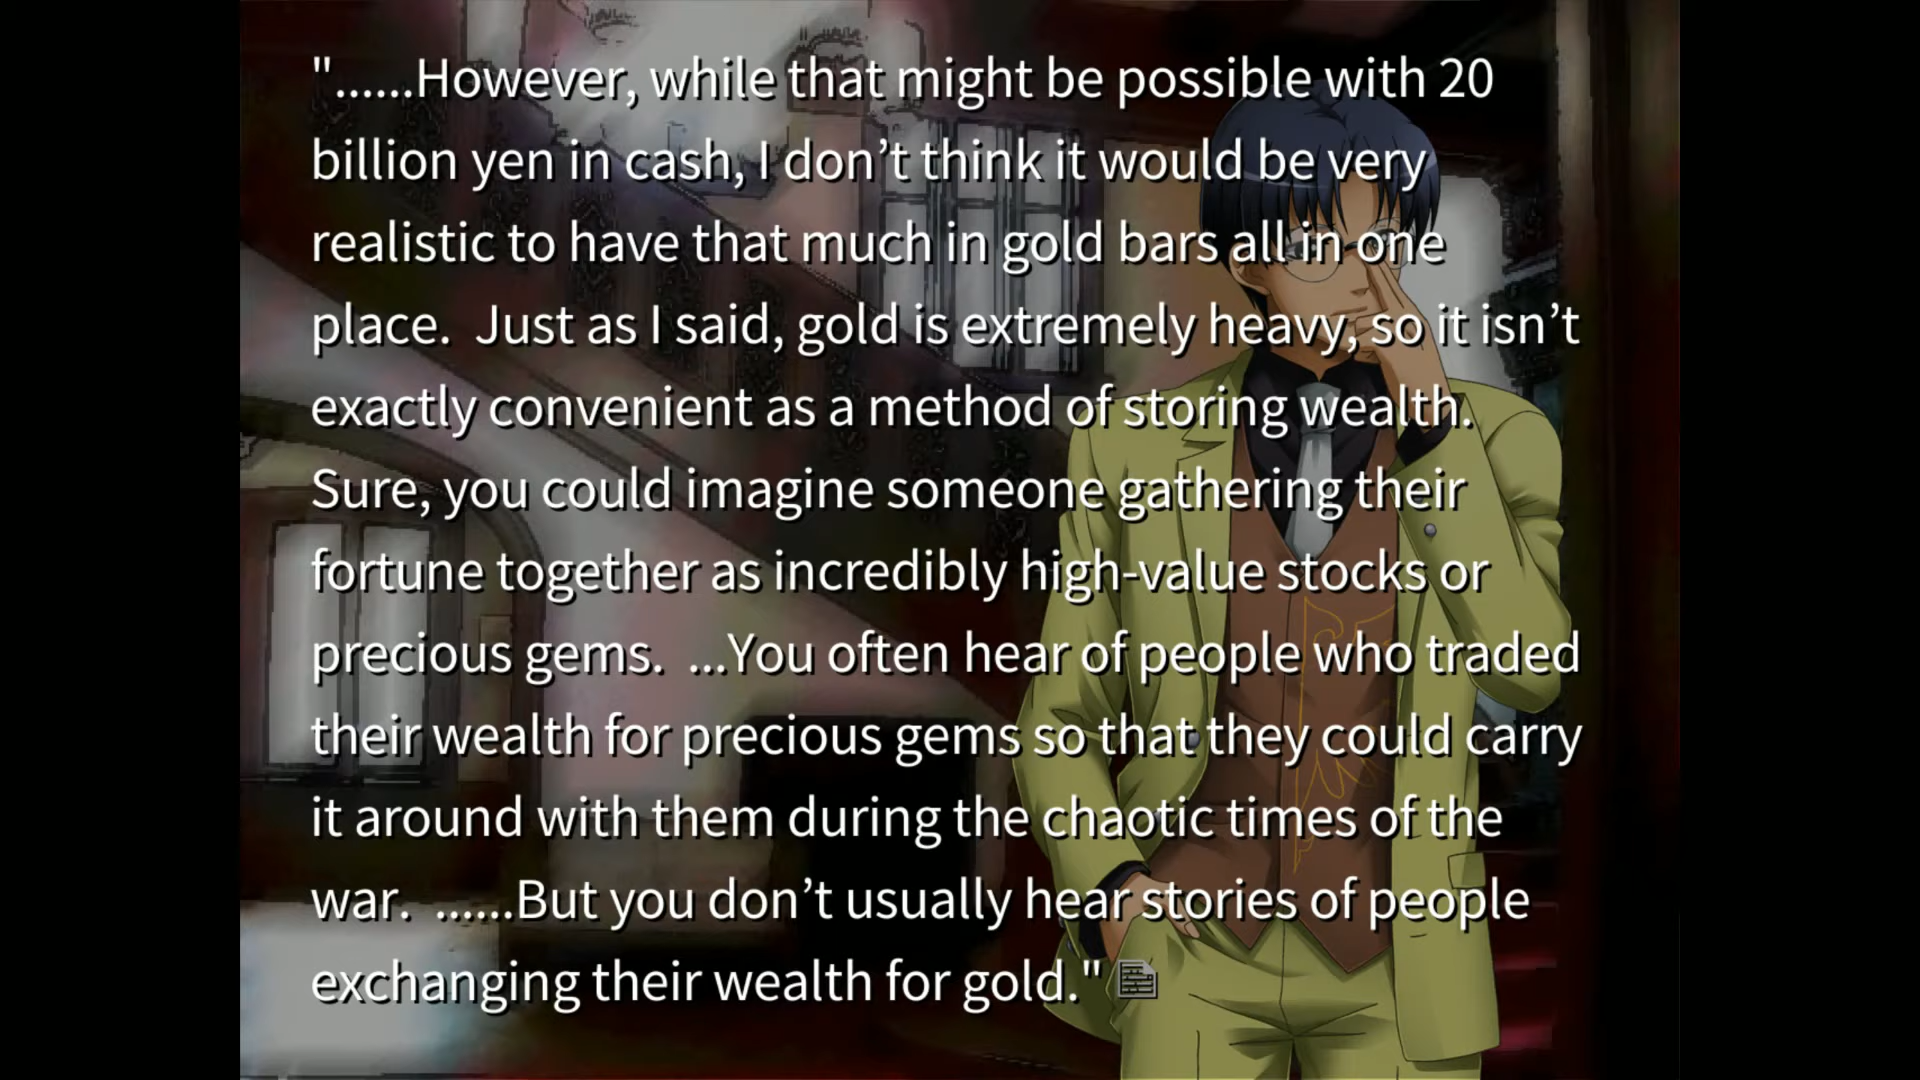 "......However, while that might be possible with 20
billion yen in cash, I don’t think it would be very
realistic to have that much in gold bars all in one
place.  Just as I said, gold is extremely heavy, so it isn’t
exactly convenient as a method of storing wealth.
Sure, you could imagine someone gathering their
fortune together as incredibly high-value stocks or
precious gems.  ...You often hear of people who traded
their wealth for precious gems so that they could carry
it around with them during the chaotic times of the
war.  ......But you don’t usually hear stories of people
exchanging their wealth for gold."